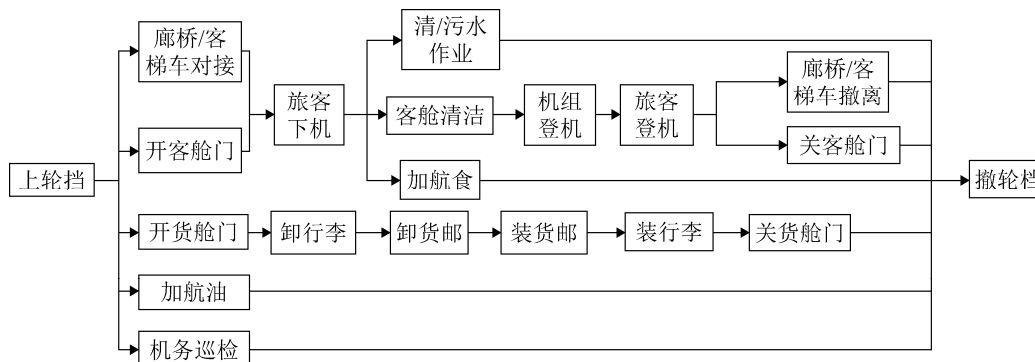 上轮挡
廊桥/客
梯车对接
开客舱门
旅客
下机
清/污水
作业
客舱清洁
机组
登机
旅客
登机
廊桥/客
梯车撤离
关客舱门
加航食
撤轮档
开货舱门
卸行李
卸货邮
装货邮
装行李
关货舱门
加航油
机务巡检